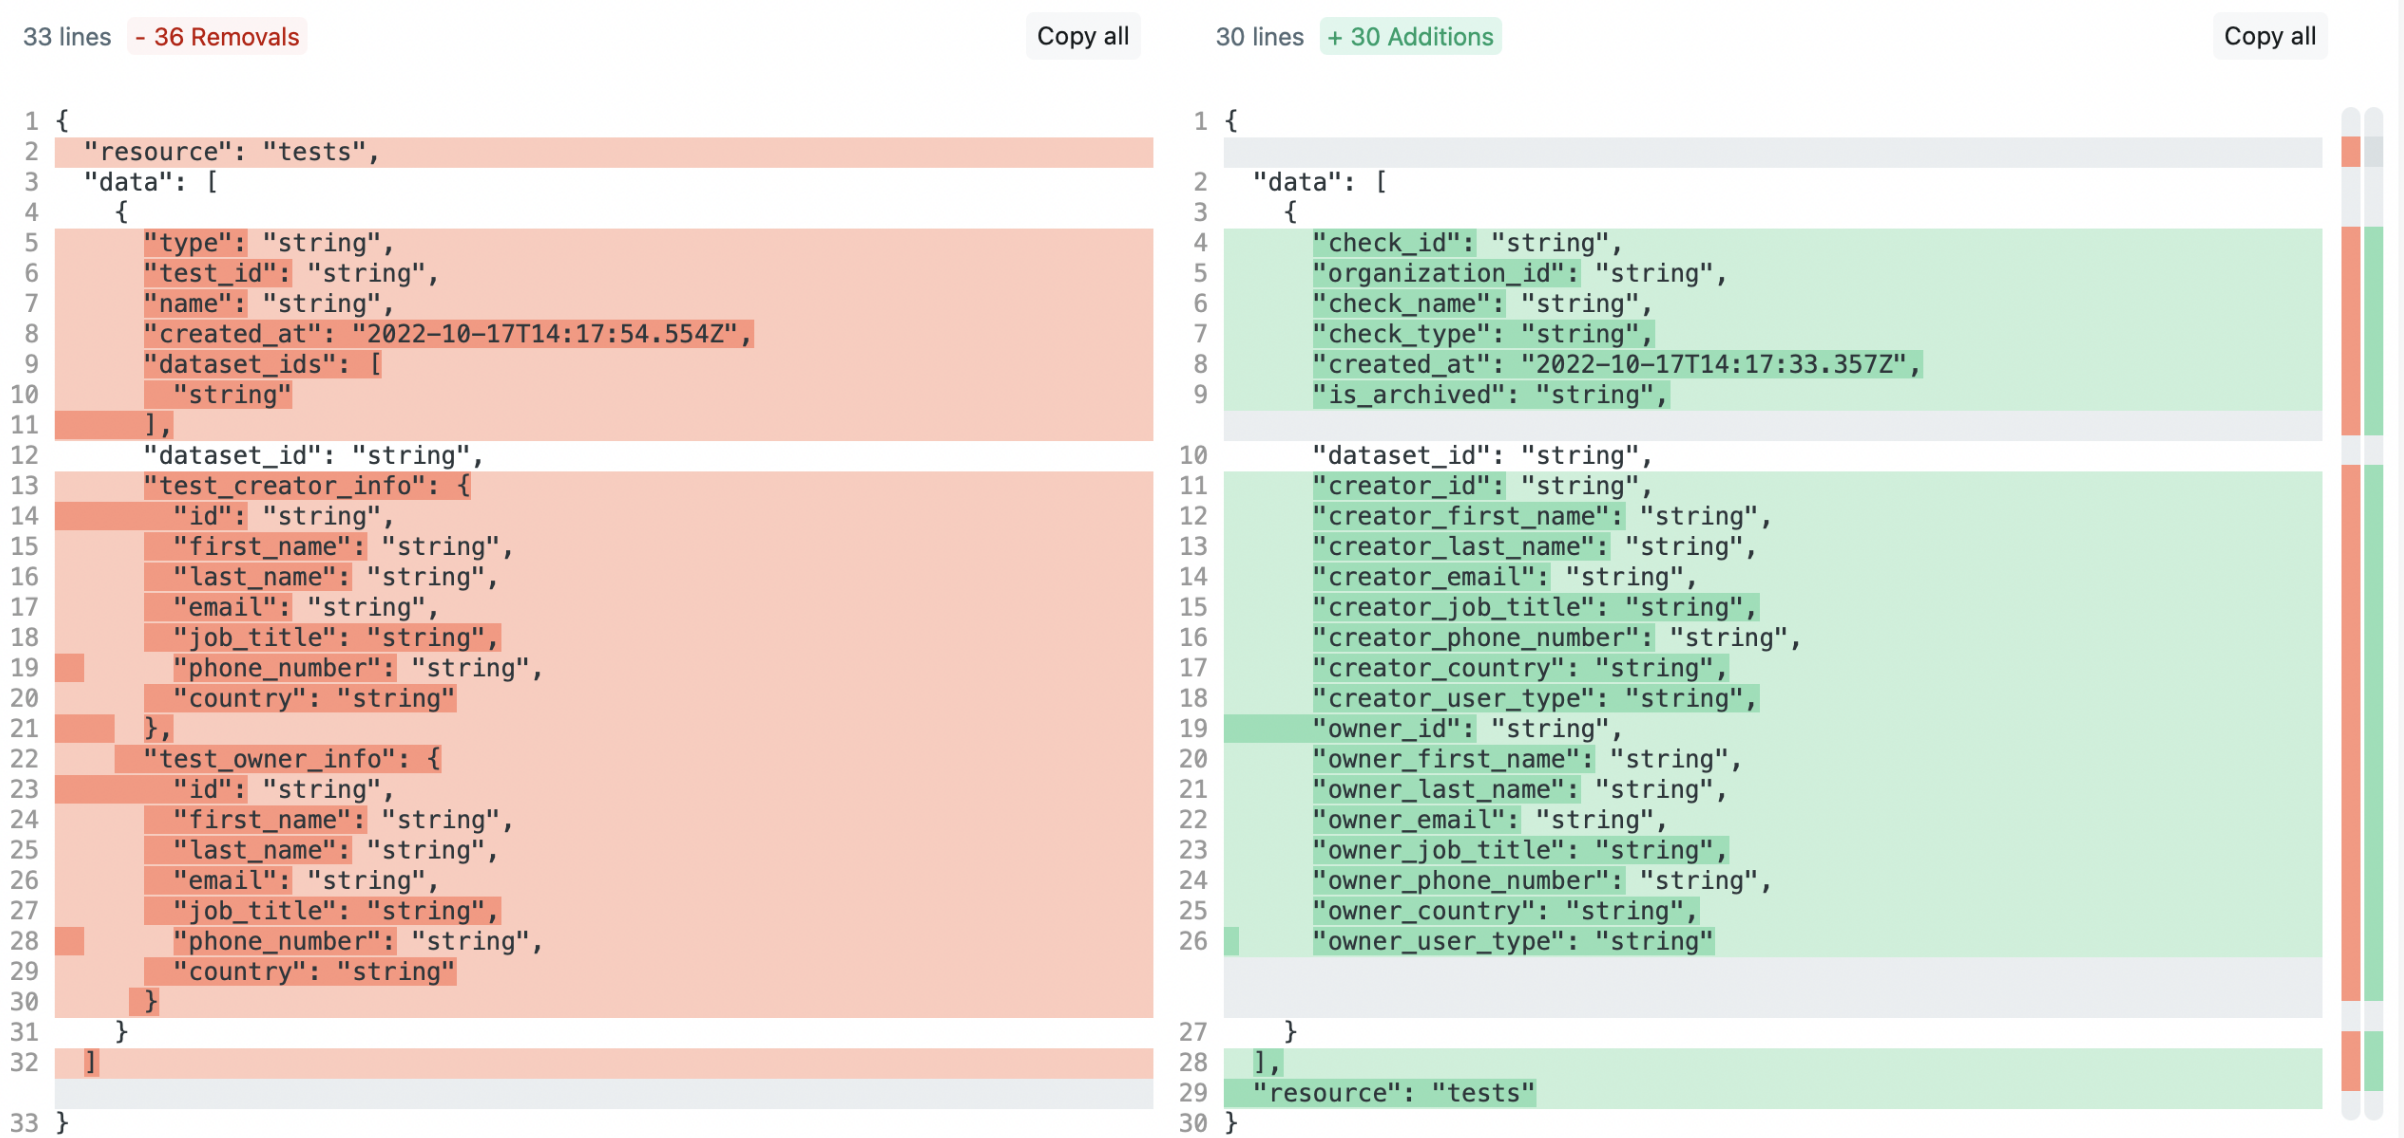 33 lines - 36 Removals Copy all
1 {
2 "resource": "tests",
3 "data": [
4 {
5 "type": "string",
6 "test_id": "string",
7 "name": "string",
8 "created_at": "2022-10-17T14:17:54.554Z",
9 "dataset_ids": [
10 "string"
11 ],
12 "dataset_id": "string",
13 "test_creator_info": {
14 "id": "string",
15 "first_name": "string",
16 "last_name": "string",
17 "email": "string",
18 "job_title": "string",
19 "phone_number": "string",
20 "country": "string"
21 },
22 "test_owner_info": {
23 "id": "string",
24 "first_name": "string",
25 "last_name": "string",
26 "email": "string",
27 "job_title": "string",
28 "phone_number": "string",
29 "country": "string"
30 }
31 }
32 ]
33 }
30 lines + 30 Additions Copy all
1 {
2 "data": [
3 {
4 "check_id": "string",
5 "organization_id": "string",
6 "check_name": "string",
7 "check_type": "string",
8 "created_at": "2022-10-17T14:17:33.357Z",
9 "is_archived": "string",
10 "dataset_id": "string",
11 "creator_id": "string",
12 "creator_first_name": "string",
13 "creator_last_name": "string",
14 "creator_email": "string",
15 "creator_job_title": "string",
16 "creator_phone_number": "string",
17 "creator_country": "string",
18 "creator_user_type": "string",
19 "owner_id": "string",
20 "owner_first_name": "string",
21 "owner_last_name": "string",
22 "owner_email": "string",
23 "owner_job_title": "string",
24 "owner_phone_number": "string",
25 "owner_country": "string",
26 "owner_user_type": "string"
27 }
28 ],
29 "resource": "tests"
30 }